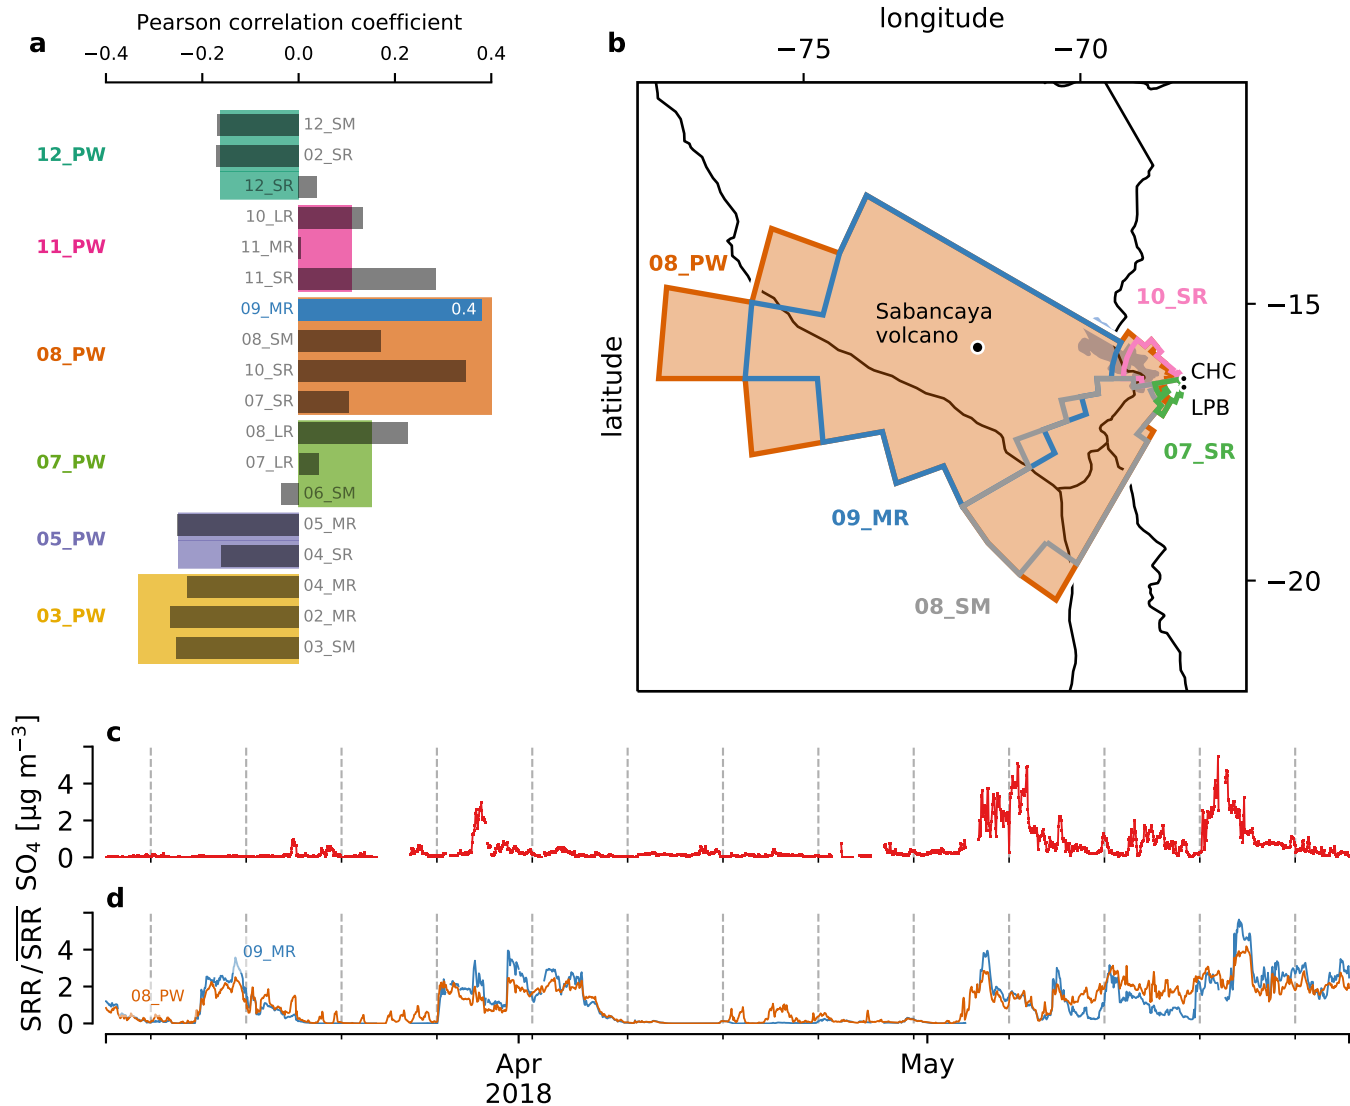 Pearson correlation coefficient
a
−0.4 −0.2 0.0 0.2 0.4
12_PW
12_SM
02_SR
12_SR
11_PW
10_LR
11_MR
11_SR
08_PW
09_MR 0.4
08_SM
10_SR
07_SR
07_PW
08_LR
07_LR
06_SM
05_PW
05_MR
04_SR
03_PW
04_MR
02_MR
03_SM
b
longitude
−75 −70
latitude
−15
−20
08_PW
Sabancaya
volcano
10_SR
CHC
LPB
07_SR
09_MR
08_SM
c
SO₄ [µg m⁻³]
4
2
0
d
SRR / S̅R̅R̅
4
2
0
09_MR
08_PW
Apr
2018
May